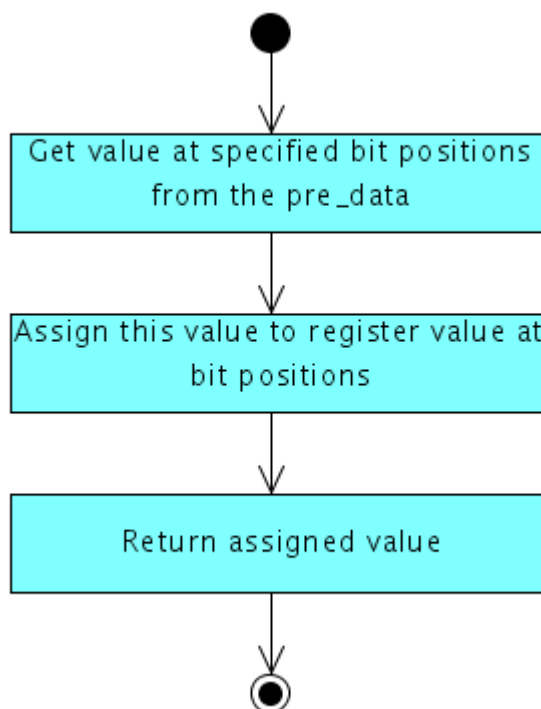 Get value at specified bit positions
from the pre_data
Assign this value to register value at
bit positions
Return assigned value